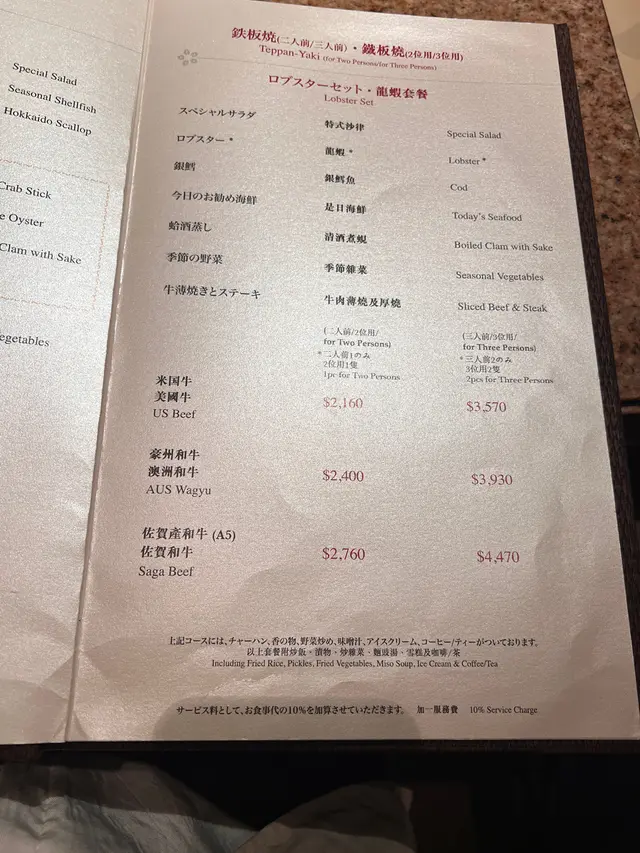 Special Salad
Seasonal Shellfish
Hokkaido Scallop
Crab Stick
Oyster
Clam with Sake
鉄板焼(二人前/三人前)・鐵板燒(2位用/3位用)
Teppan-Yaki (for Two Persons/for Three Persons)
ロブスターセット・龍蝦套餐
Lobster Set
スペシャルサラダ 特式沙律 Special Salad
ロブスター * 龍蝦 * Lobster *
銀鱈 銀鱈魚 Cod
今日のお勧め海鮮 是日海鮮 Today's Seafood
蛤酒蒸し 清酒煮蜆 Boiled Clam with Sake
季節の野菜 季節雜菜 Seasonal Vegetables
牛薄焼きとステーキ 牛肉薄燒及厚燒 Sliced Beef & Steak
(二人前/2位用/ (三人前/3位用/
for Two Persons) for Three Persons)
*二人前1のみ *三人前2のみ
2位用1隻 3位用2隻
1pc for Two Persons 2pcs for Three Persons
米国牛
美國牛
US Beef $2,160 $3,570
豪州和牛
澳洲和牛 $2,400 $3,930
AUS Wagyu
佐賀產和牛 (A5)
佐賀和牛 $2,760 $4,470
Saga Beef
上記コースには、チャーハン、香の物、野菜炒め、味噌汁、アイスクリーム、コーヒー/ティーがついております。
以上套餐附炒飯、漬物、炒雜菜、麵豉湯、雪糕及咖啡/茶
Including Fried Rice, Pickles, Fried Vegetables, Miso Soup, Ice Cream & Coffee/Tea
サービス料として、お食事代の10%を加算させていただきます。 加一服務費 10% Service Charge